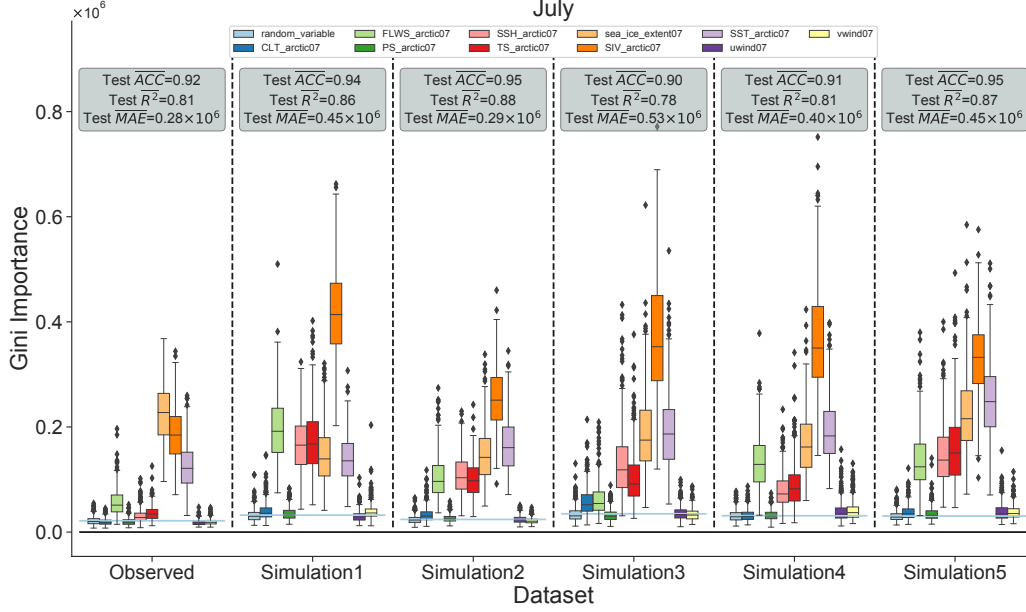 July
×10⁶
random_variable FLWS_arctic07 SSH_arctic07 sea_ice_extent07 SST_arctic07 vwind07
CLT_arctic07 PS_arctic07 TS_arctic07 SIV_arctic07 uwind07
Test ACC=0.92
Test R²=0.81
Test MAE=0.28×10⁶
Test ACC=0.94
Test R²=0.86
Test MAE=0.45×10⁶
Test ACC=0.95
Test R²=0.88
Test MAE=0.29×10⁶
Test ACC=0.90
Test R²=0.78
Test MAE=0.53×10⁶
Test ACC=0.91
Test R²=0.81
Test MAE=0.40×10⁶
Test ACC=0.95
Test R²=0.87
Test MAE=0.45×10⁶
Gini Importance
0.8
0.6
0.4
0.2
0.0
Observed Simulation1 Simulation2 Simulation3 Simulation4 Simulation5
Dataset